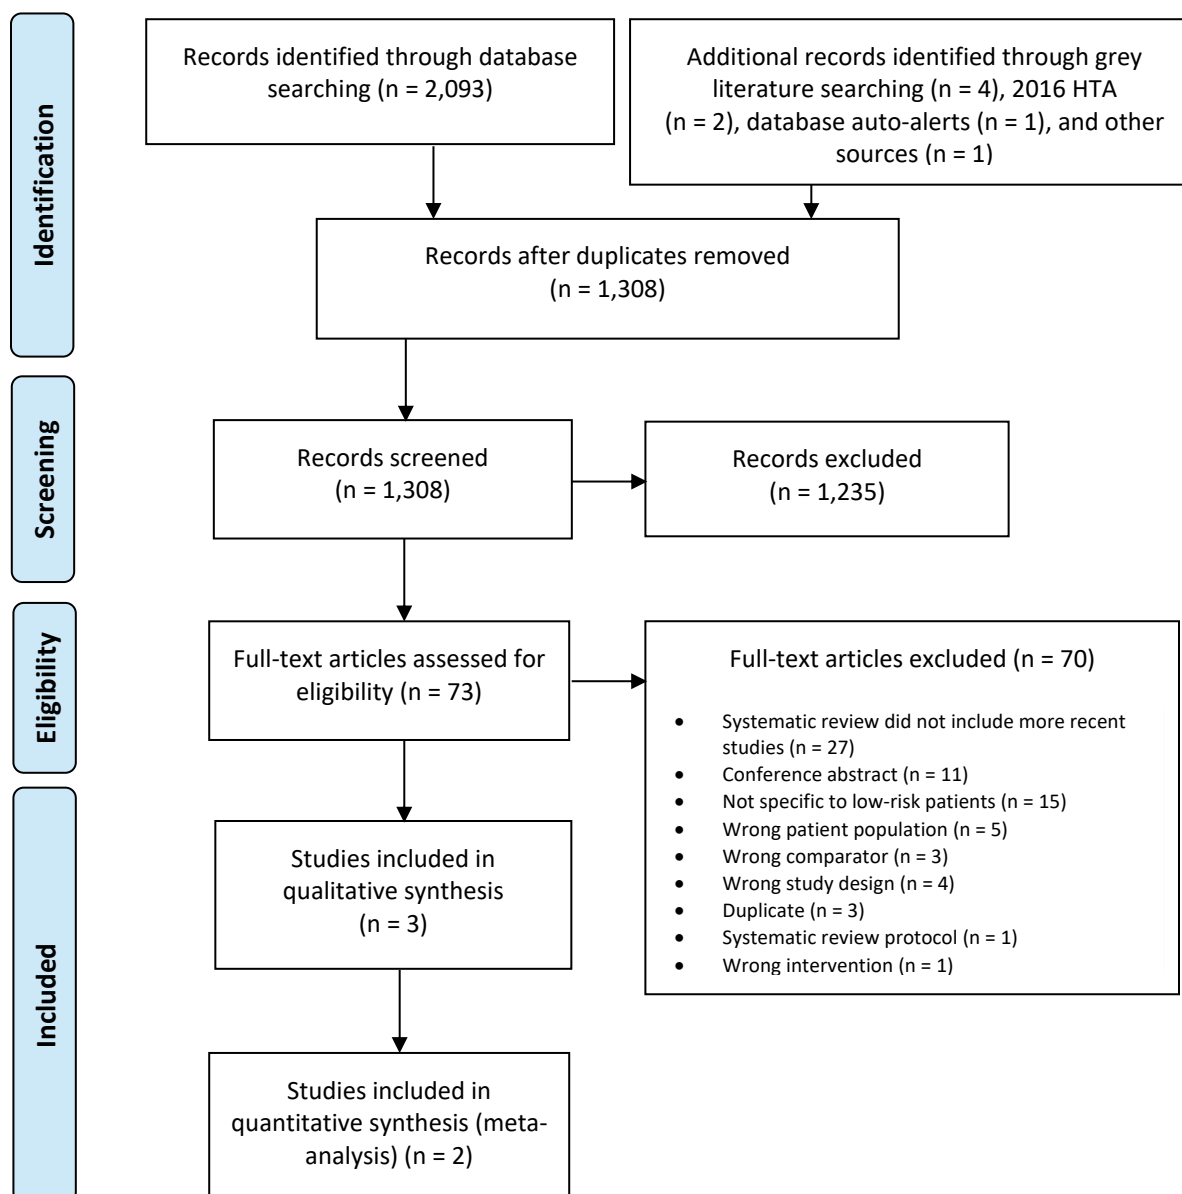 Identification
Records identified through database
searching (n = 2,093)
Additional records identified through grey
literature searching (n = 4), 2016 HTA
(n = 2), database auto-alerts (n = 1), and other
sources (n = 1)
Records after duplicates removed
(n = 1,308)
Screening
Records screened
(n = 1,308)
Records excluded
(n = 1,235)
Eligibility
Full-text articles assessed for
eligibility (n = 73)
Full-text articles excluded (n = 70)
• Systematic review did not include more recent
studies (n = 27)
• Conference abstract (n = 11)
• Not specific to low-risk patients (n = 15)
• Wrong patient population (n = 5)
• Wrong comparator (n = 3)
• Wrong study design (n = 4)
• Duplicate (n = 3)
• Systematic review protocol (n = 1)
• Wrong intervention (n = 1)
Included
Studies included in
qualitative synthesis
(n = 3)
Studies included in
quantitative synthesis (meta-
analysis) (n = 2)